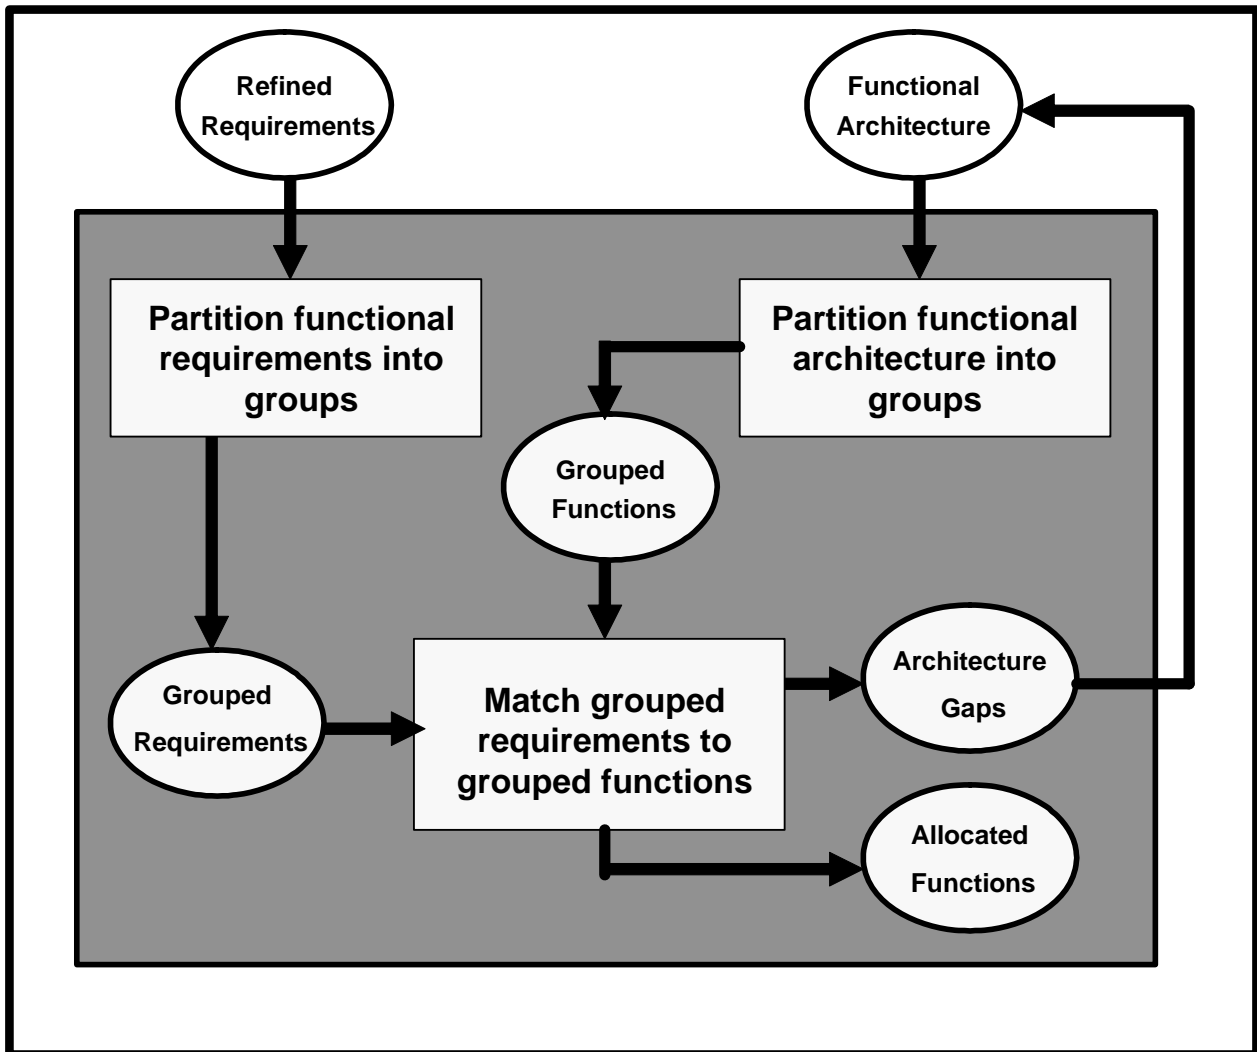 Refined
Requirements
Functional
Architecture
Partition functional
requirements into
groups
Partition functional
architecture into
groups
Grouped
Functions
Grouped
Requirements
Match grouped
requirements to
grouped functions
Architecture
Gaps
Allocated
Functions